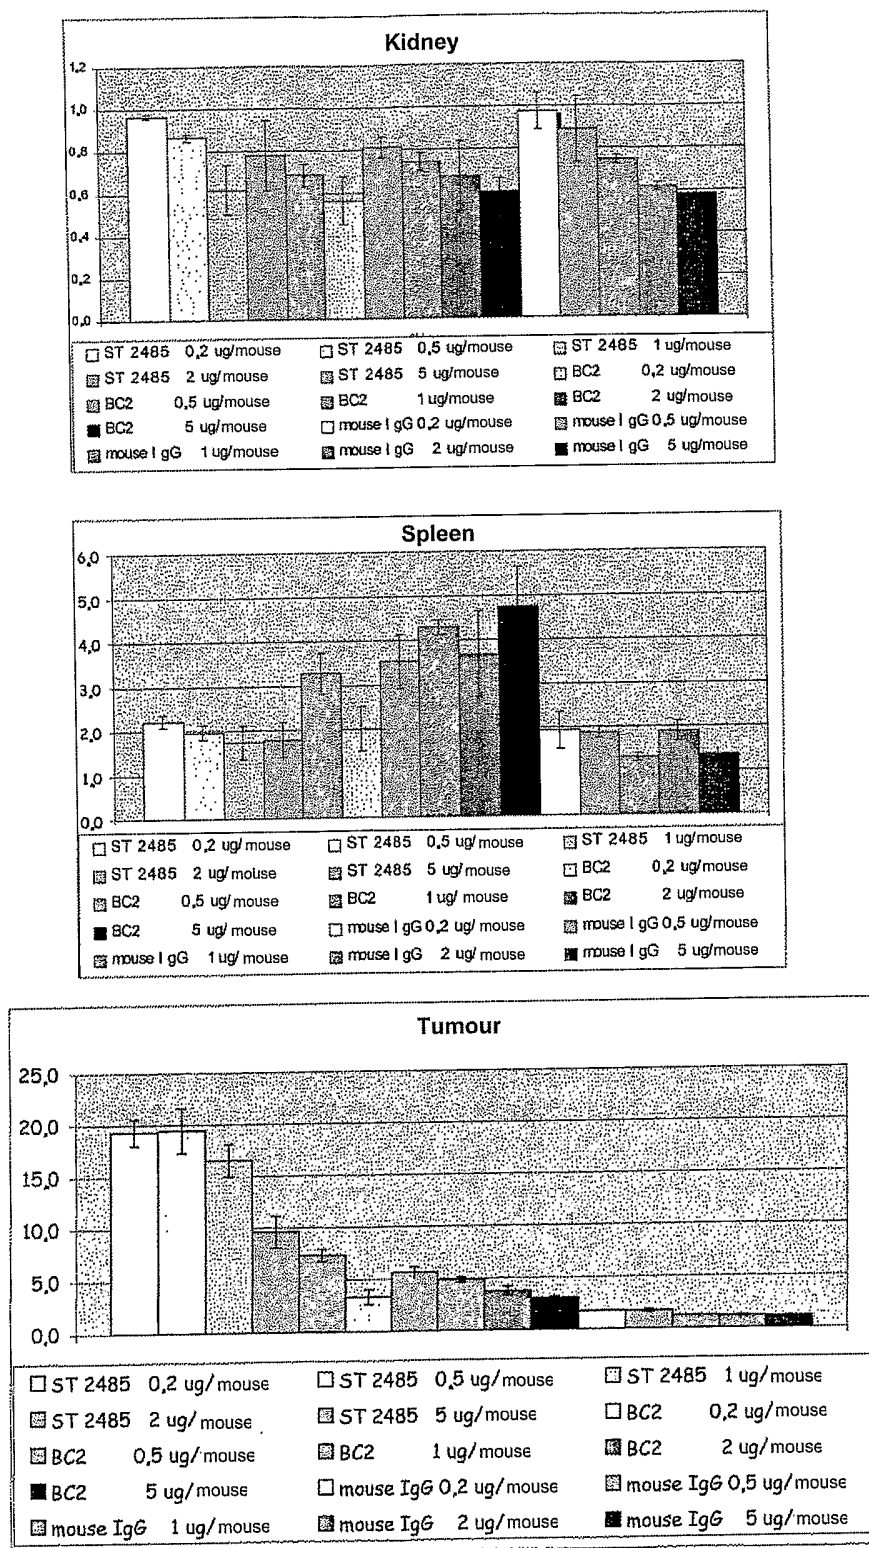 Kidney
1,2
1,0
0,8
0,6
0,4
0,2
0,0
ST 2485 0,2 ug/mouse ST 2485 0,5 ug/mouse ST 2485 1 ug/mouse
ST 2485 2 ug/mouse ST 2485 5 ug/mouse BC2 0,2 ug/mouse
BC2 0,5 ug/mouse BC2 1 ug/mouse BC2 2 ug/mouse
BC2 5 ug/mouse mouse I gG 0,2 ug/mouse mouse I gG 0,5 ug/mouse
mouse I gG 1 ug/mouse mouse I gG 2 ug/mouse mouse I gG 5 ug/mouse
Spleen
6,0
5,0
4,0
3,0
2,0
1,0
0,0
ST 2485 0,2 ug/mouse ST 2485 0,5 ug/mouse ST 2485 1 ug/mouse
ST 2485 2 ug/mouse ST 2485 5 ug/mouse BC2 0,2 ug/mouse
BC2 0,5 ug/mouse BC2 1 ug/ mouse BC2 2 ug/mouse
BC2 5 ug/mouse mouse I gG 0,2 ug/ mouse mouse I gG 0,5 ug/mouse
mouse I gG 1 ug/ mouse mouse I gG 2 ug/ mouse mouse I gG 5 ug/mouse
Tumour
25,0
20,0
15,0
10,0
5,0
0,0
ST 2485 0,2 ug/mouse ST 2485 0,5 ug/mouse ST 2485 1 ug/mouse
ST 2485 2 ug/mouse ST 2485 5 ug/mouse BC2 0,2 ug/mouse
BC2 0,5 ug/mouse BC2 1 ug/mouse BC2 2 ug/mouse
BC2 5 ug/mouse mouse IgG 0,2 ug/mouse mouse IgG 0,5 ug/mouse
mouse IgG 1 ug/mouse mouse IgG 2 ug/mouse mouse IgG 5 ug/mouse